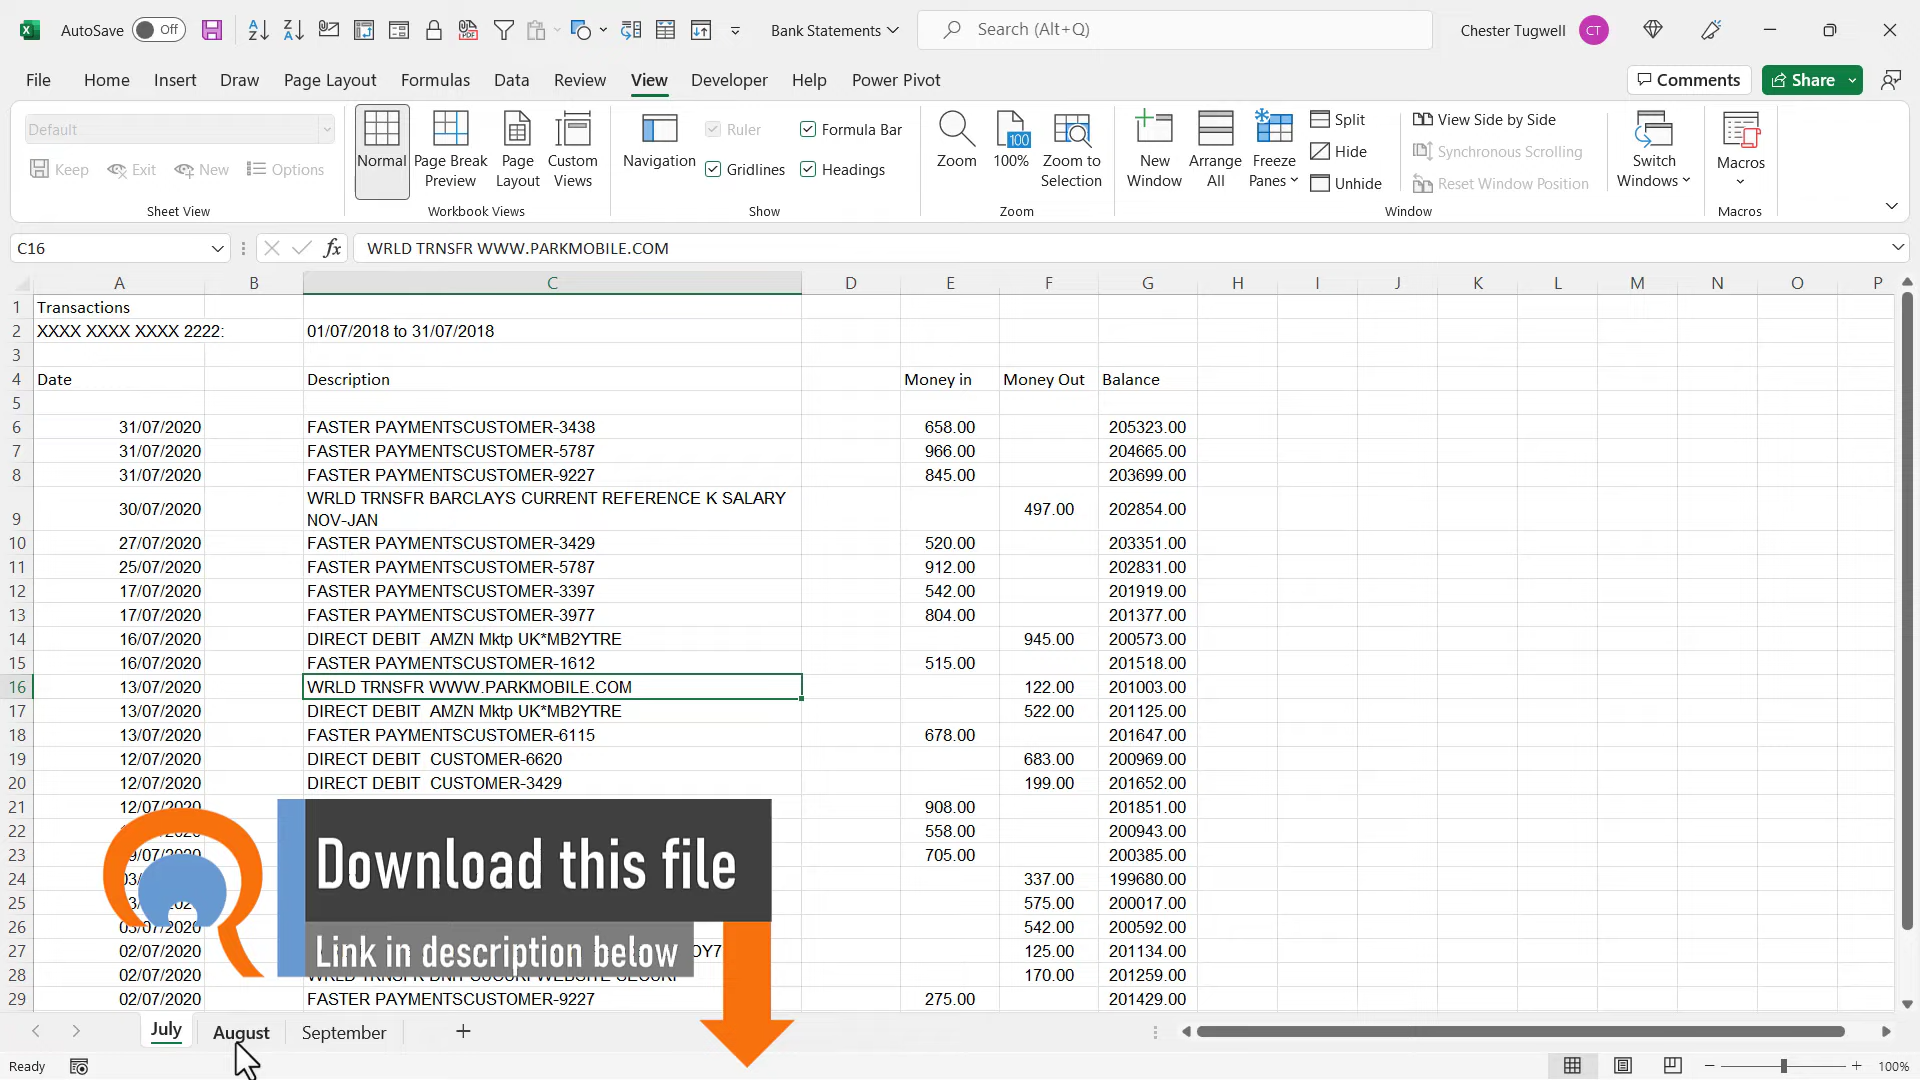 AutoSave Off Bank Statements Search (Alt+Q) Chester Tugwell CT
File Home Insert Draw Page Layout Formulas Data Review View Developer Help Power Pivot Comments Share
Default
Keep Exit New Options
Sheet View
Normal Page Break Preview Page Layout Custom Views
Workbook Views
Navigation Ruler Formula Bar
Gridlines Headings
Show
Zoom 100% Zoom to Selection
Zoom
New Window Arrange All Freeze Panes
Split View Side by Side
Hide Synchronous Scrolling
Unhide Reset Window Position
Switch Windows
Window
Macros
Macros
C16 fx WRLD TRNSFR WWW.PARKMOBILE.COM
A B C D E F G H I J K L M N O P
1 Transactions
2 XXXX XXXX XXXX 2222: 01/07/2018 to 31/07/2018
3
4 Date Description Money in Money Out Balance
5
6 31/07/2020 FASTER PAYMENTSCUSTOMER-3438 658.00 205323.00
7 31/07/2020 FASTER PAYMENTSCUSTOMER-5787 966.00 204665.00
8 31/07/2020 FASTER PAYMENTSCUSTOMER-9227 845.00 203699.00
9 30/07/2020 WRLD TRNSFR BARCLAYS CURRENT REFERENCE K SALARY NOV-JAN 497.00 202854.00
10 27/07/2020 FASTER PAYMENTSCUSTOMER-3429 520.00 203351.00
11 25/07/2020 FASTER PAYMENTSCUSTOMER-5787 912.00 202831.00
12 17/07/2020 FASTER PAYMENTSCUSTOMER-3397 542.00 201919.00
13 17/07/2020 FASTER PAYMENTSCUSTOMER-3977 804.00 201377.00
14 16/07/2020 DIRECT DEBIT AMZN Mktp UK*MB2YTRE 945.00 200573.00
15 16/07/2020 FASTER PAYMENTSCUSTOMER-1612 515.00 201518.00
16 13/07/2020 WRLD TRNSFR WWW.PARKMOBILE.COM 122.00 201003.00
17 13/07/2020 DIRECT DEBIT AMZN Mktp UK*MB2YTRE 522.00 201125.00
18 13/07/2020 FASTER PAYMENTSCUSTOMER-6115 678.00 201647.00
19 12/07/2020 DIRECT DEBIT CUSTOMER-6620 683.00 200969.00
20 12/07/2020 DIRECT DEBIT CUSTOMER-3429 199.00 201652.00
21 12/07/2020 908.00 201851.00
22 558.00 200943.00
23 705.00 200385.00
24 337.00 199680.00
25 575.00 200017.00
26 542.00 200592.00
27 02/07/2020 125.00 201134.00
28 02/07/2020 170.00 201259.00
29 02/07/2020 FASTER PAYMENTSCUSTOMER-9227 275.00 201429.00
Download this file
Link in description below
July August September
Ready 100%